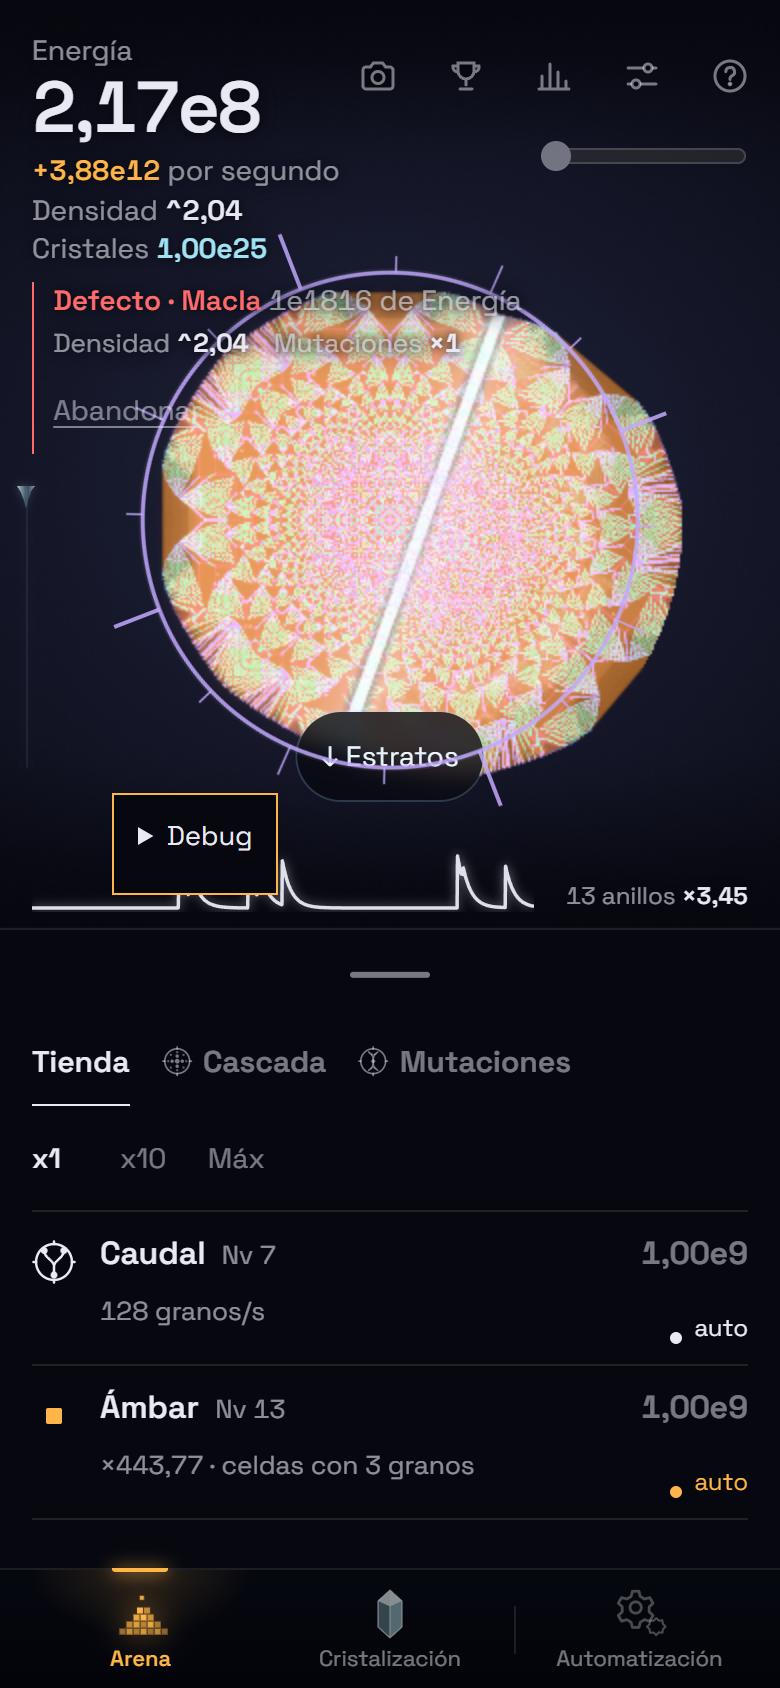 Energía
2,17e8
+3,88e12 por segundo
Densidad ^2,04
Cristales 1,00e25
Defecto · Macla 1e1816 de Energía
Densidad ^2,04 Mutaciones ×1
Abandonar
↓ Estratos
▶ Debug
13 anillos ×3,45
Tienda Cascada Mutaciones
x1 x10 Máx
Caudal Nv 7 1,00e9
128 granos/s
auto
Ámbar Nv 13 1,00e9
×443,77 · celdas con 3 granos
auto
Arena Cristalización Automatización